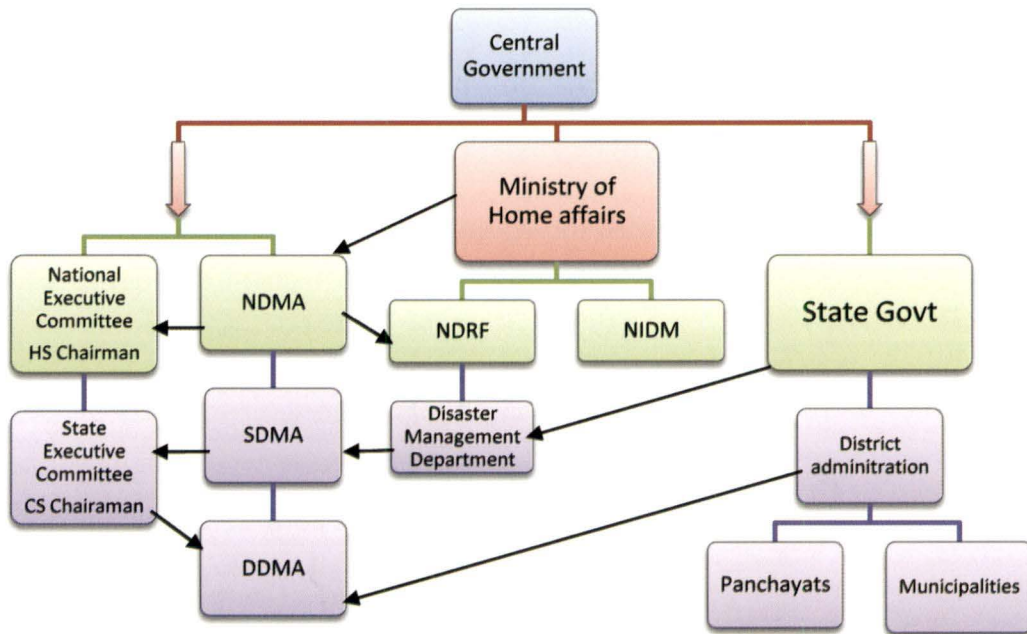 Central
Government
Ministry of
Home affairs
National
Executive
Committee
HS Chairman
NDMA
NDRF
NIDM
State Govt
State
Executive
Committee
CS Chairaman
SDMA
Disaster
Management
Department
District
adminitration
DDMA
Panchayats
Municipalities